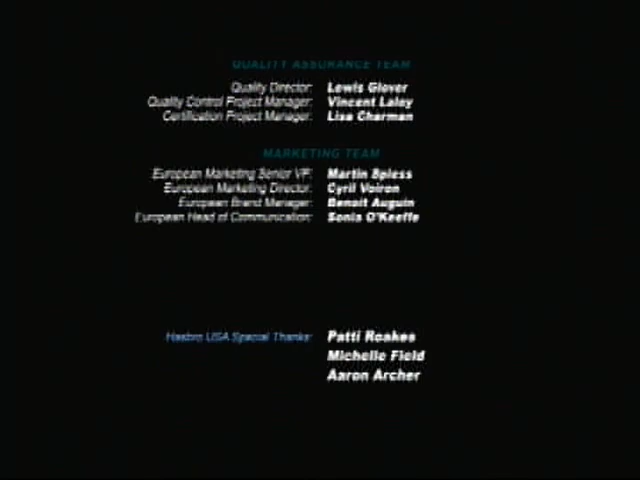 QUALITY ASSURANCE TEAM
Quality Director: Lewis Glover
Quality Control Project Manager: Vincent Laloy
Certification Project Manager: Lisa Charman
MARKETING TEAM
European Marketing Senior VP: Martin Spiess
European Marketing Director: Cyril Voiron
European Brand Manager: Benoit Auguin
European Head of Communication: Sonia O'Keeffe
Hasbro USA Special Thanks: Patti Roakes
Michelle Field
Aaron Archer